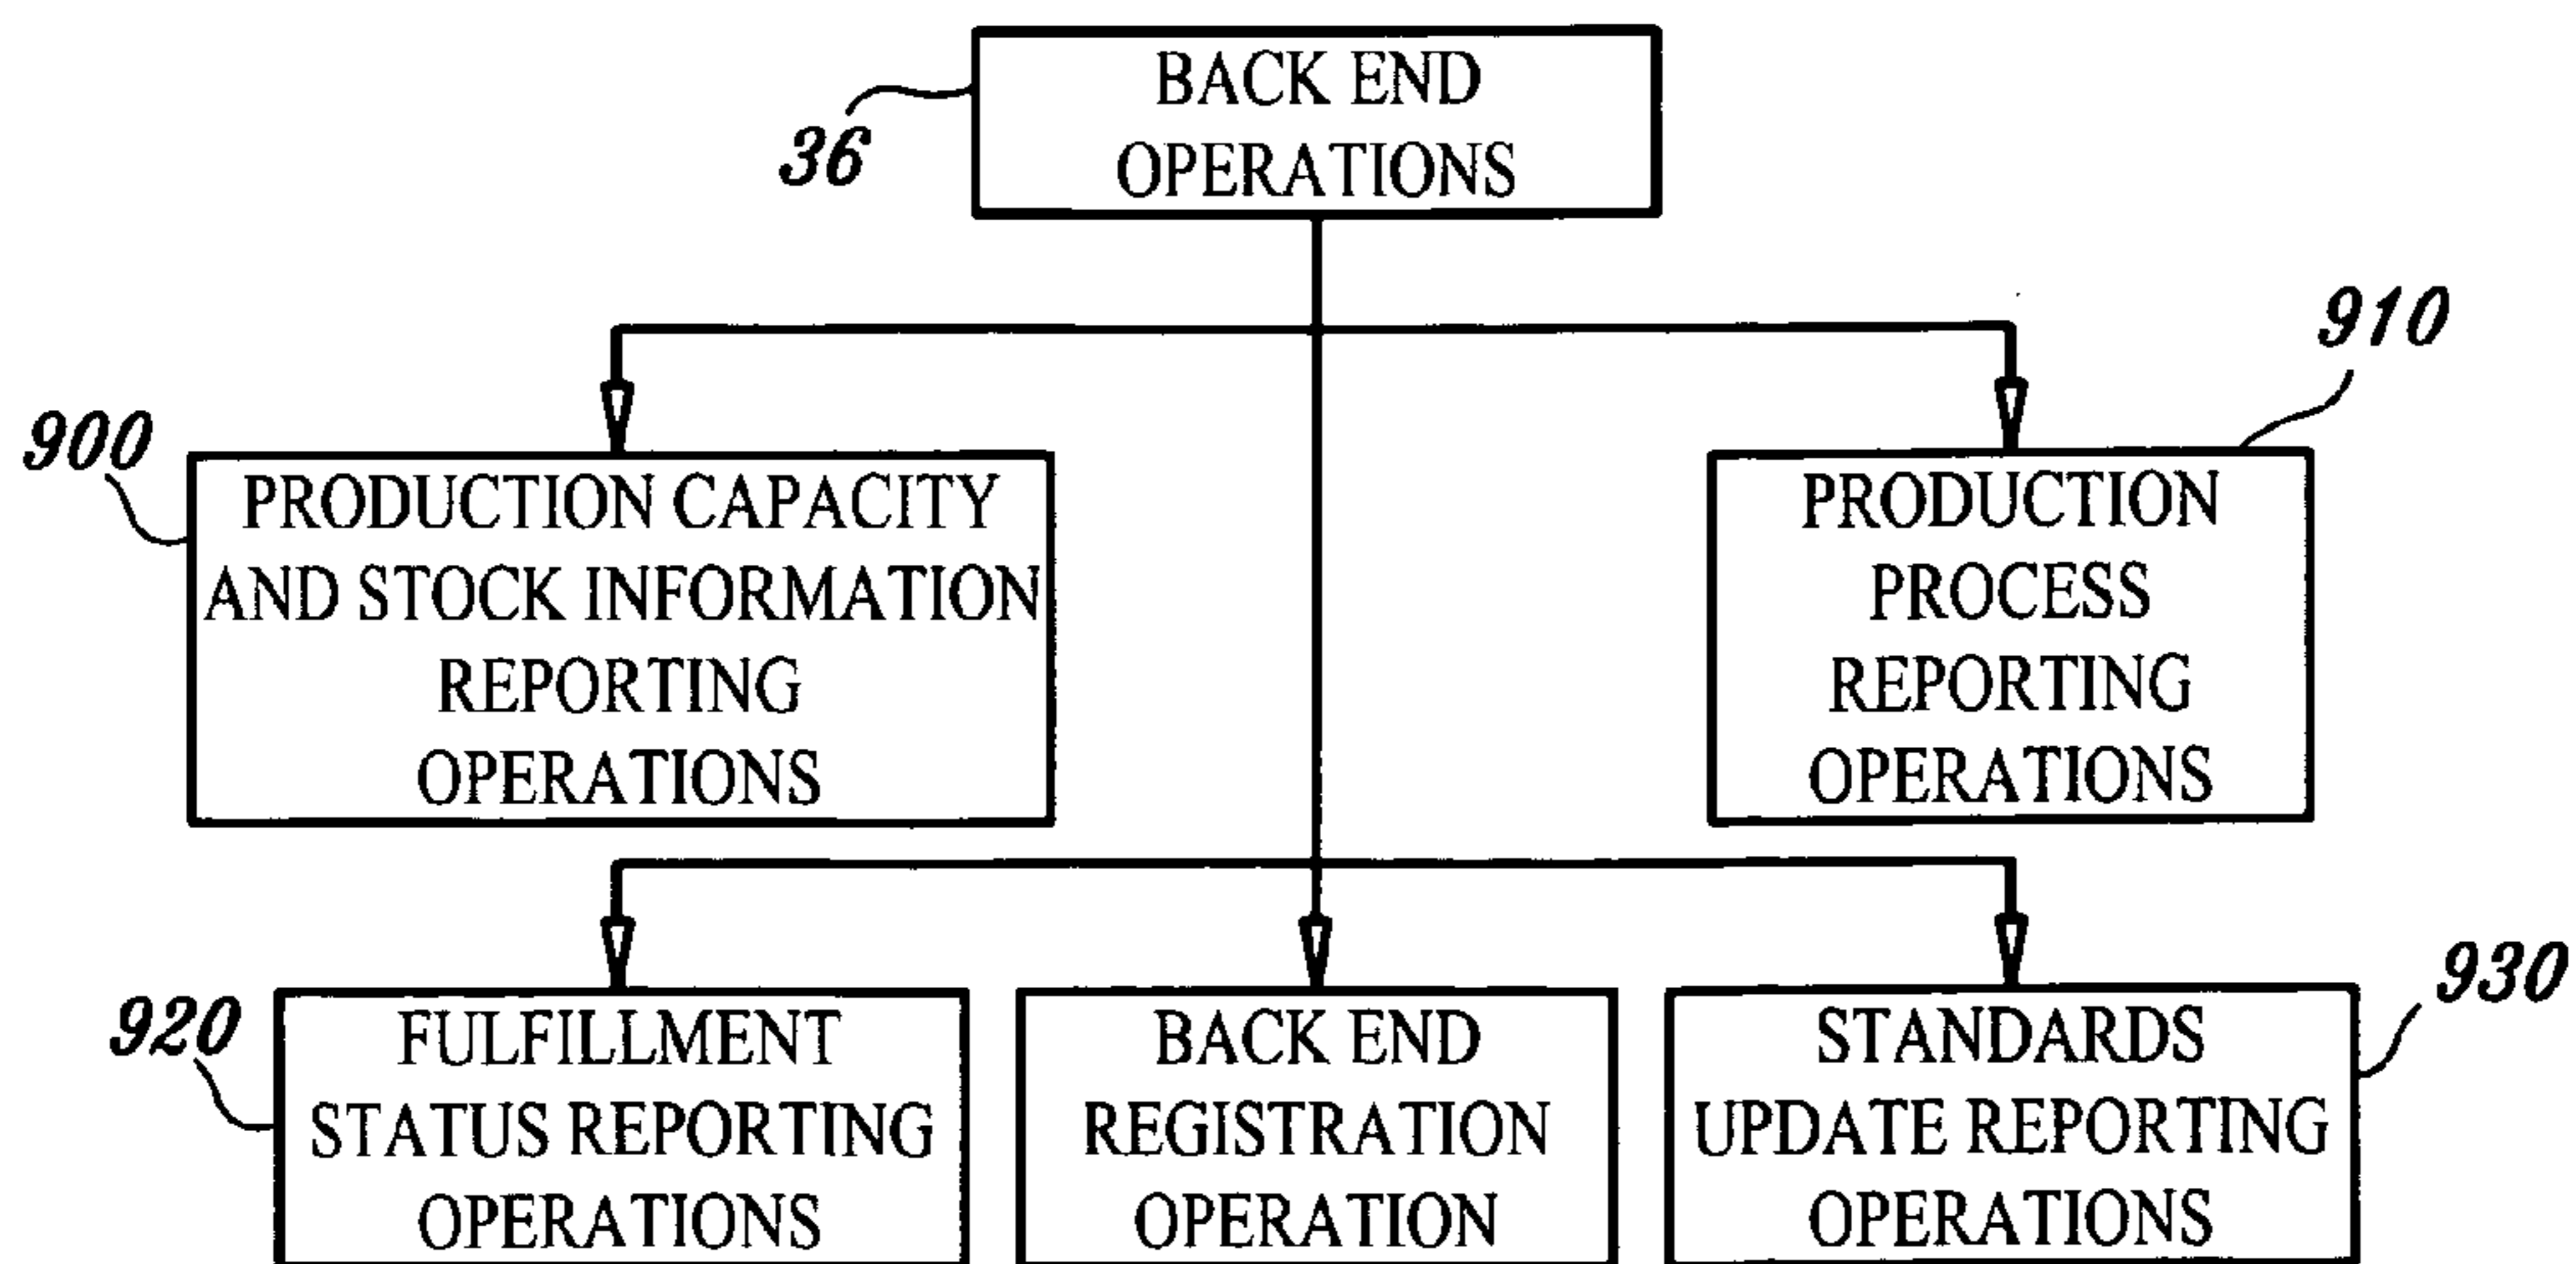 BACK END
OPERATIONS
36
910
900
PRODUCTION CAPACITY
AND STOCK INFORMATION
REPORTING
OPERATIONS
PRODUCTION
PROCESS
REPORTING
OPERATIONS
920
FULFILLMENT
STATUS REPORTING
OPERATIONS
BACK END
REGISTRATION
OPERATION
STANDARDS
UPDATE REPORTING
OPERATIONS
930